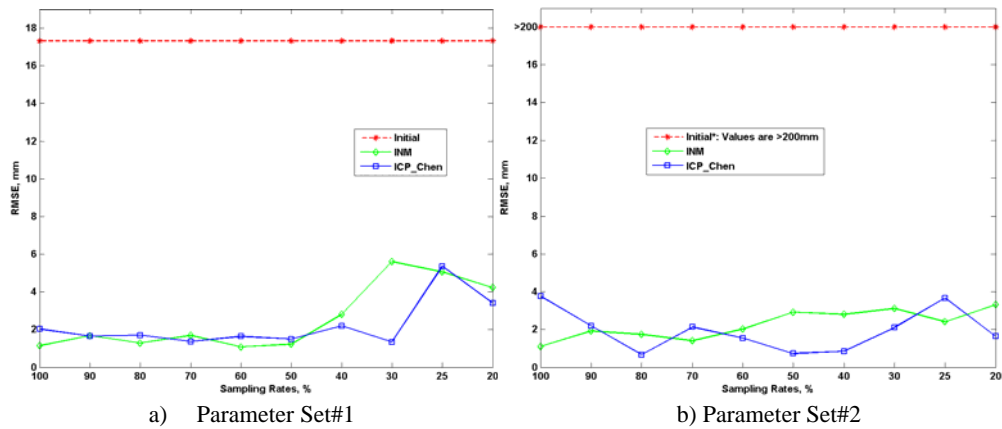 18
16
14
12
10
8
6
4
2
0
RMSE, mm
Initial
INM
ICP_Chen
100 90 80 70 60 50 40 30 25 20
Sampling Rates, %
a) Parameter Set#1
>200
18
16
14
12
10
8
6
4
2
0
RMSE, mm
Initial*: Values are >200mm
INM
ICP_Chen
100 90 80 70 60 50 40 30 25 20
Sampling Rates, %
b) Parameter Set#2